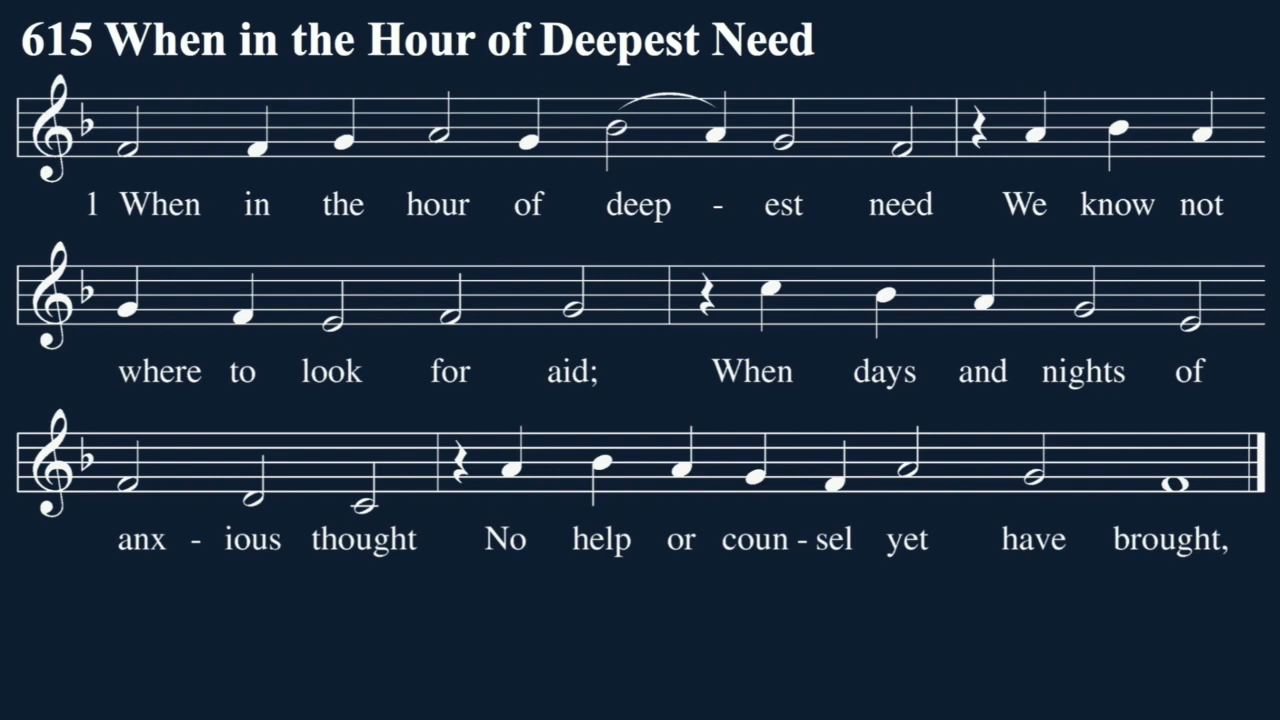 615 When in the Hour of Deepest Need
1 When in the hour of deep - est need We know not
where to look for aid; When days and nights of
anx - ious thought No help or coun - sel yet have brought,